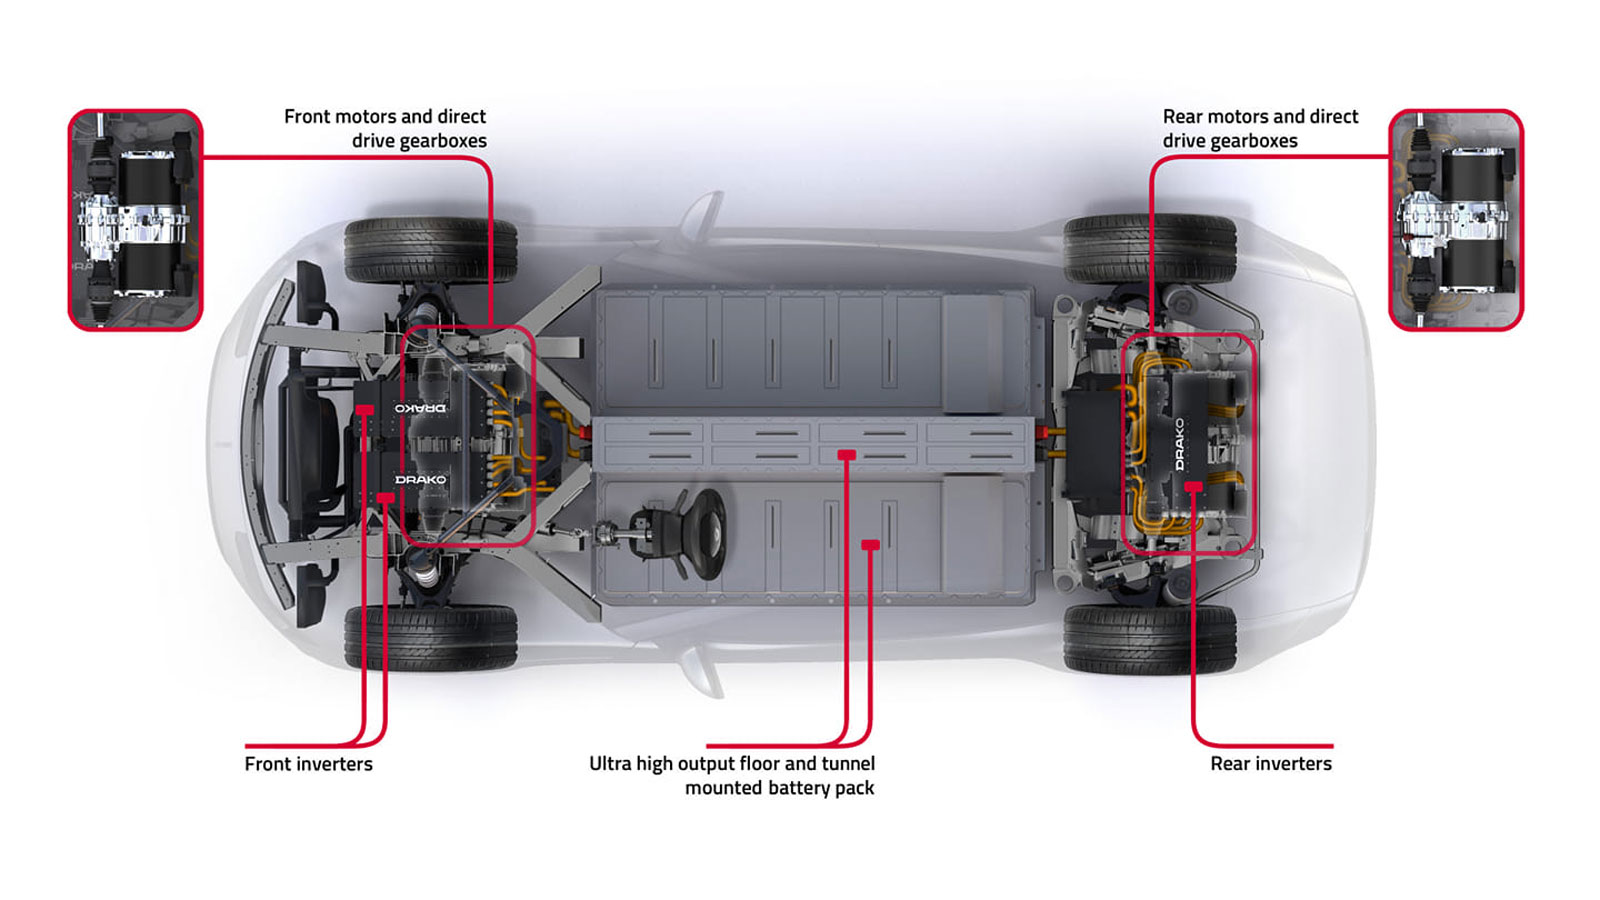 Front motors and direct
drive gearboxes
Rear motors and direct
drive gearboxes
DRAKO
DRAKO
DRAKO
Front inverters
Ultra high output floor and tunnel
mounted battery pack
Rear inverters